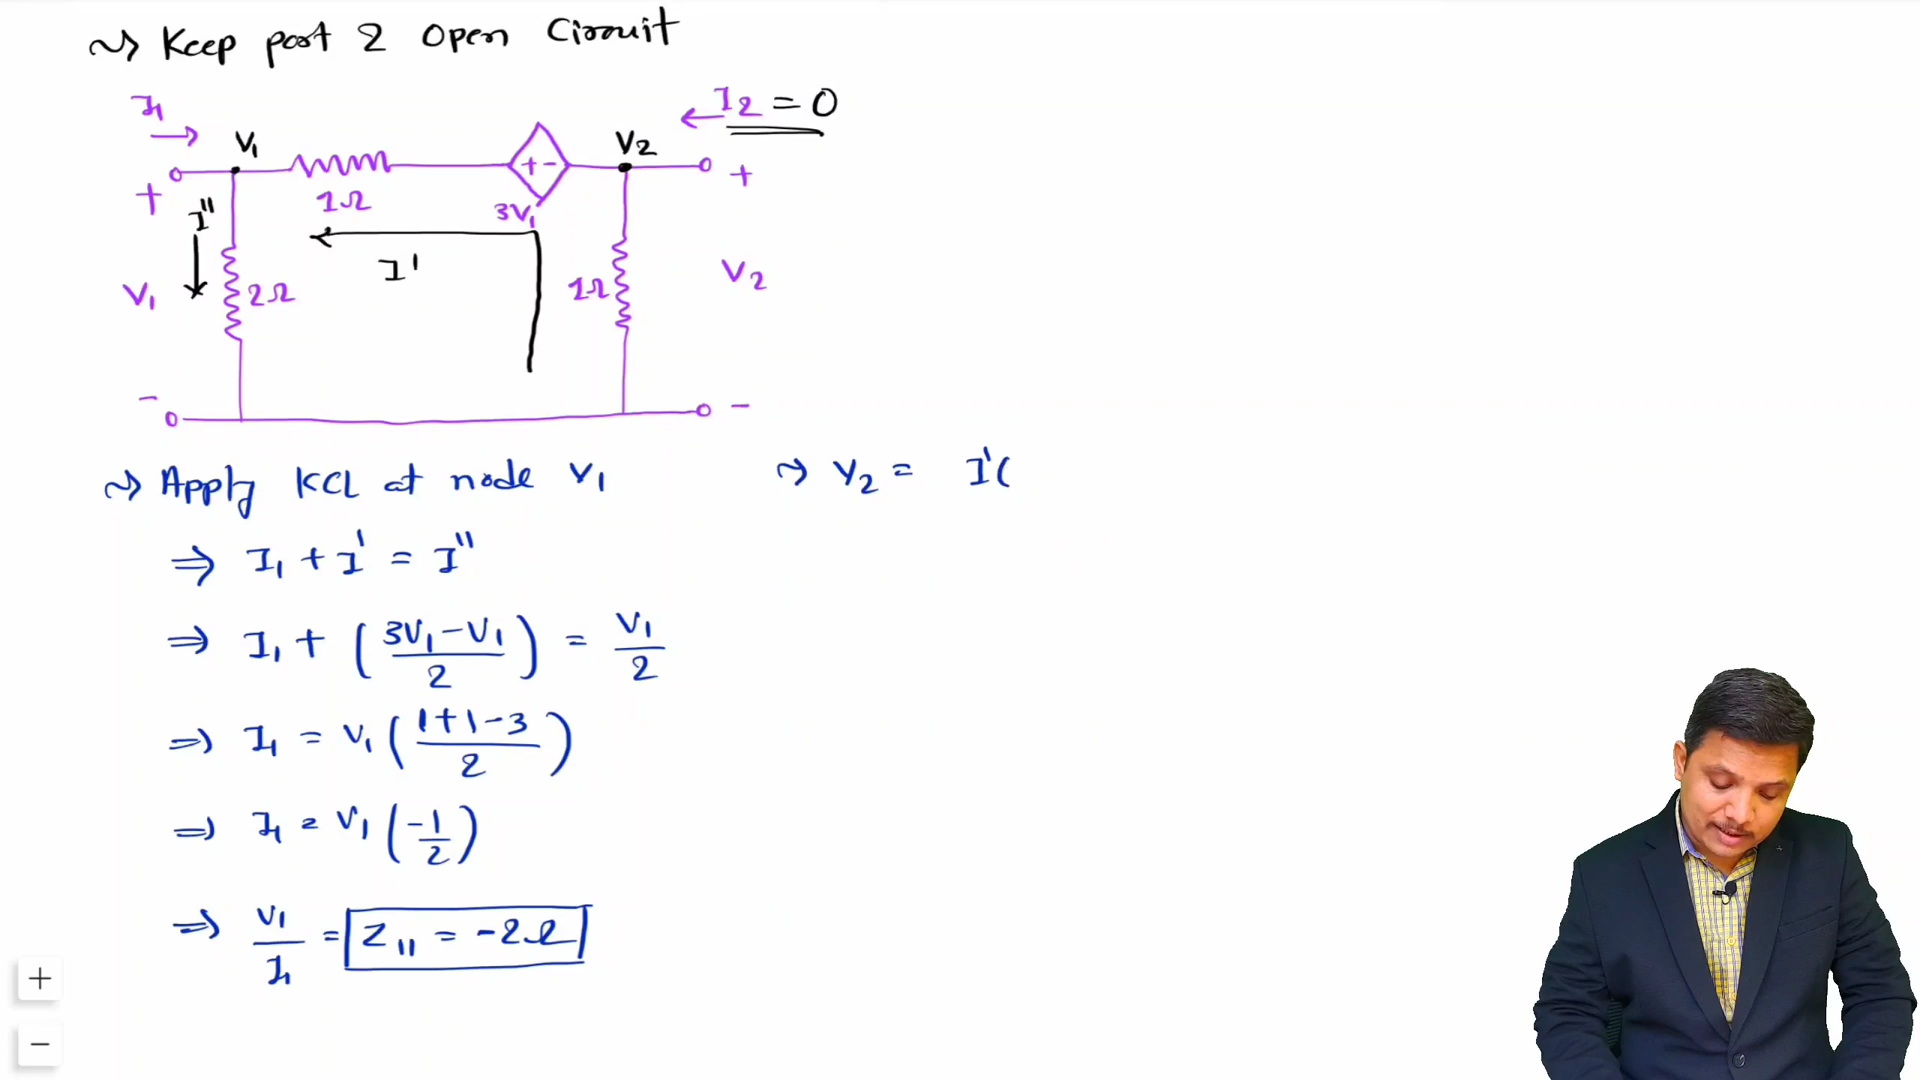 ~> Keep port 2 Open Circuit
I1 → V1 V2 ← I2 = 0
+ 1Ω + - +
I" 3V1
I'
V1 2Ω 1Ω V2
- -
~> Apply KCL at node V1
⇒ I1 + I' = I"
⇒ I1 + ( 3V1 - V1 / 2 ) = V1 / 2
⇒ I1 = V1 ( 1+1-3 / 2 )
⇒ I1 = V1 ( -1 / 2 )
⇒ V1 / I1 = Z11 = -2Ω
~> V2 = I'(
+
−